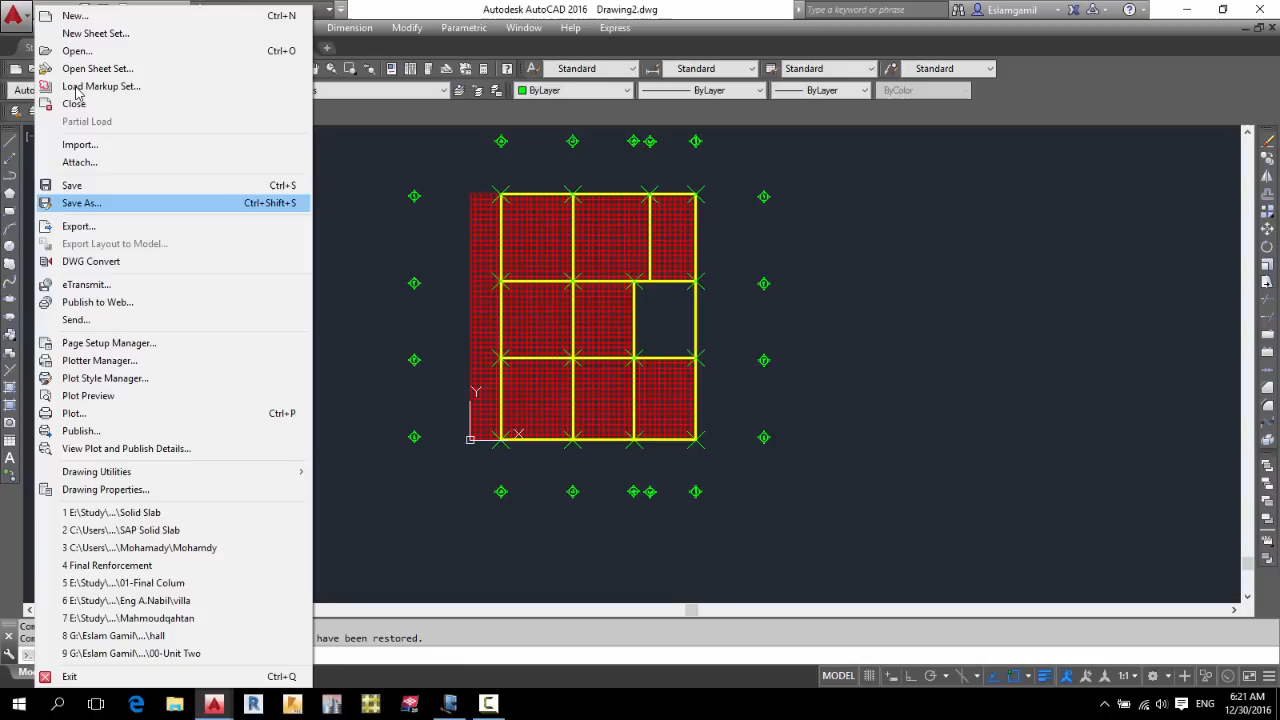 Autodesk AutoCAD 2016 Drawing2.dwg
Type a keyword or phrase
Eslamgamil
New... Ctrl+N
New Sheet Set...
Open... Ctrl+O
Open Sheet Set...
Load Markup Set...
Close
Partial Load
Import...
Attach...
Save Ctrl+S
Save As... Ctrl+Shift+S
Export...
Export Layout to Model...
DWG Convert
eTransmit...
Publish to Web...
Send...
Page Setup Manager...
Plotter Manager...
Plot Style Manager...
Plot Preview
Plot... Ctrl+P
Publish...
View Plot and Publish Details...
Drawing Utilities
Drawing Properties...
1 E:\Study\...\Solid Slab
2 C:\Users\...\SAP Solid Slab
3 C:\Users\...\Mohamady\Mohamdy
4 Final Reinforcement
5 E:\Study\...\01-Final Colum
6 E:\Study\...\Eng A.Nabil\villa
7 E:\Study\...\Mahmoudqahtan
8 G:\Eslam Gamil\...\hall
9 G:\Eslam Gamil\...\00-Unit Two
Exit Ctrl+Q
Dimension Modify Parametric Window Help Express
Standard Standard Standard Standard
ByLayer ByLayer ByLayer ByColor
Y
X
have been restored.
MODEL 1:1
ENG
6:21 AM
12/30/2016